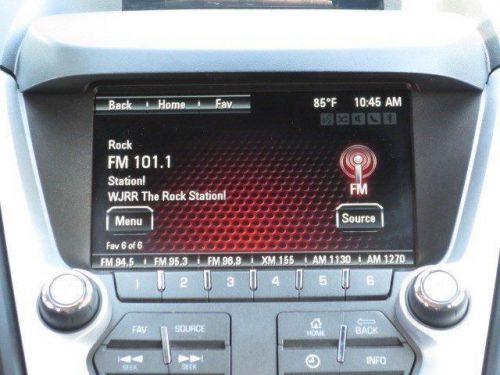 Back Home Fav 85°F 10:45 AM
Rock
FM 101.1
Station!
WJRR The Rock Station!
FM
Menu Source
Fav 6 of 6
FM 94.5 FM 95.3 FM 98.9 XM 155 AM 1130 AM 1270
1 2 3 4 5 6
FAV SOURCE HOME BACK
SEEK SEEK INFO